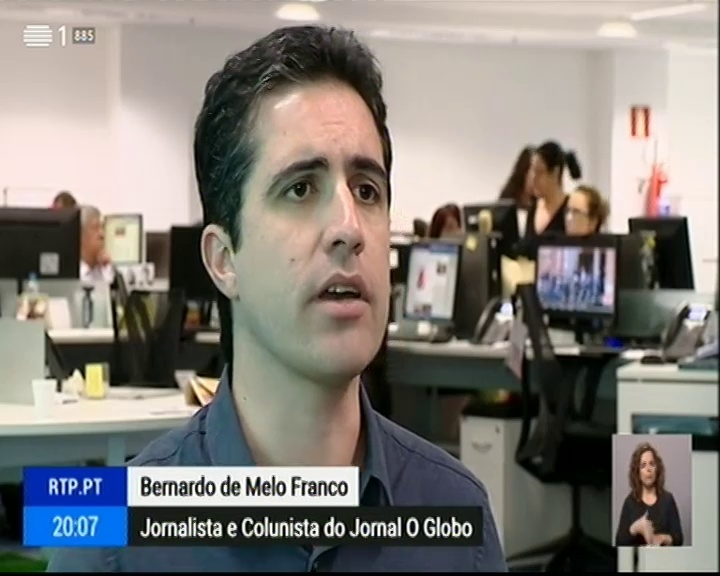 1 885
RTP.PT
Bernardo de Melo Franco
20:07
Jornalista e Colunista do Jornal O Globo